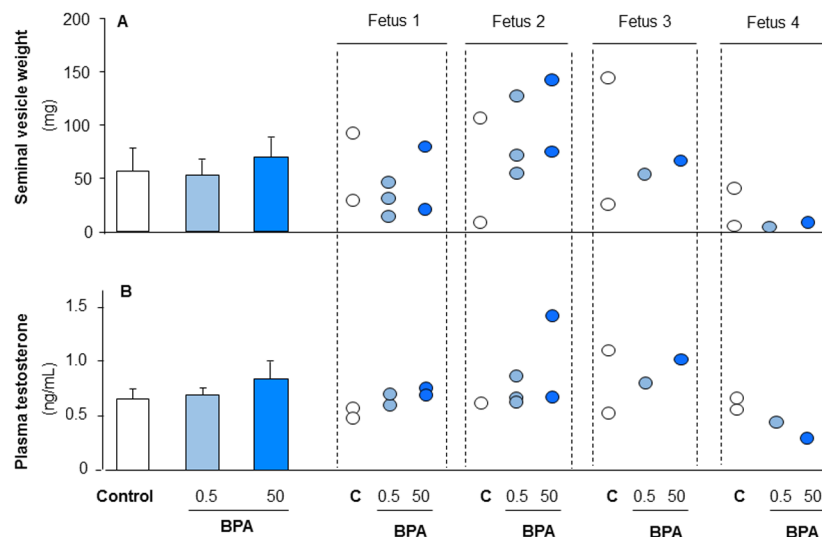 A
Fetus 1 Fetus 2 Fetus 3 Fetus 4
Seminal vesicle weight
(mg)
200
150
100
50
0
B
Plasma testosterone
(ng/mL)
1.5
1.0
0.5
0
Control 0.5 50 C 0.5 50 C 0.5 50 C 0.5 50 C 0.5 50
BPA BPA BPA BPA BPA